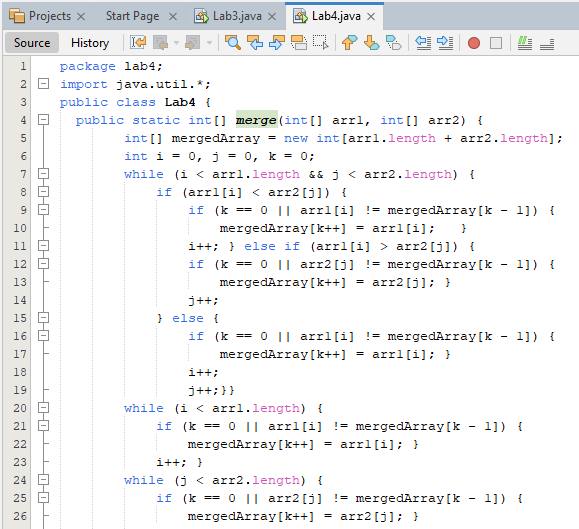 Projects × Start Page × Lab3.java × Lab4.java ×
Source History
1 package lab4;
2 import java.util.*;
3 public class Lab4 {
4 public static int[] merge(int[] arr1, int[] arr2) {
5 int[] mergedArray = new int[arr1.length + arr2.length];
6 int i = 0, j = 0, k = 0;
7 while (i < arr1.length && j < arr2.length) {
8 if (arr1[i] < arr2[j]) {
9 if (k == 0 || arr1[i] != mergedArray[k - 1]) {
10 mergedArray[k++] = arr1[i]; }
11 i++; } else if (arr1[i] > arr2[j]) {
12 if (k == 0 || arr2[j] != mergedArray[k - 1]) {
13 mergedArray[k++] = arr2[j]; }
14 j++;
15 } else {
16 if (k == 0 || arr1[i] != mergedArray[k - 1]) {
17 mergedArray[k++] = arr1[i]; }
18 i++;
19 j++;}}
20 while (i < arr1.length) {
21 if (k == 0 || arr1[i] != mergedArray[k - 1]) {
22 mergedArray[k++] = arr1[i]; }
23 i++; }
24 while (j < arr2.length) {
25 if (k == 0 || arr2[j] != mergedArray[k - 1]) {
26 mergedArray[k++] = arr2[j]; }